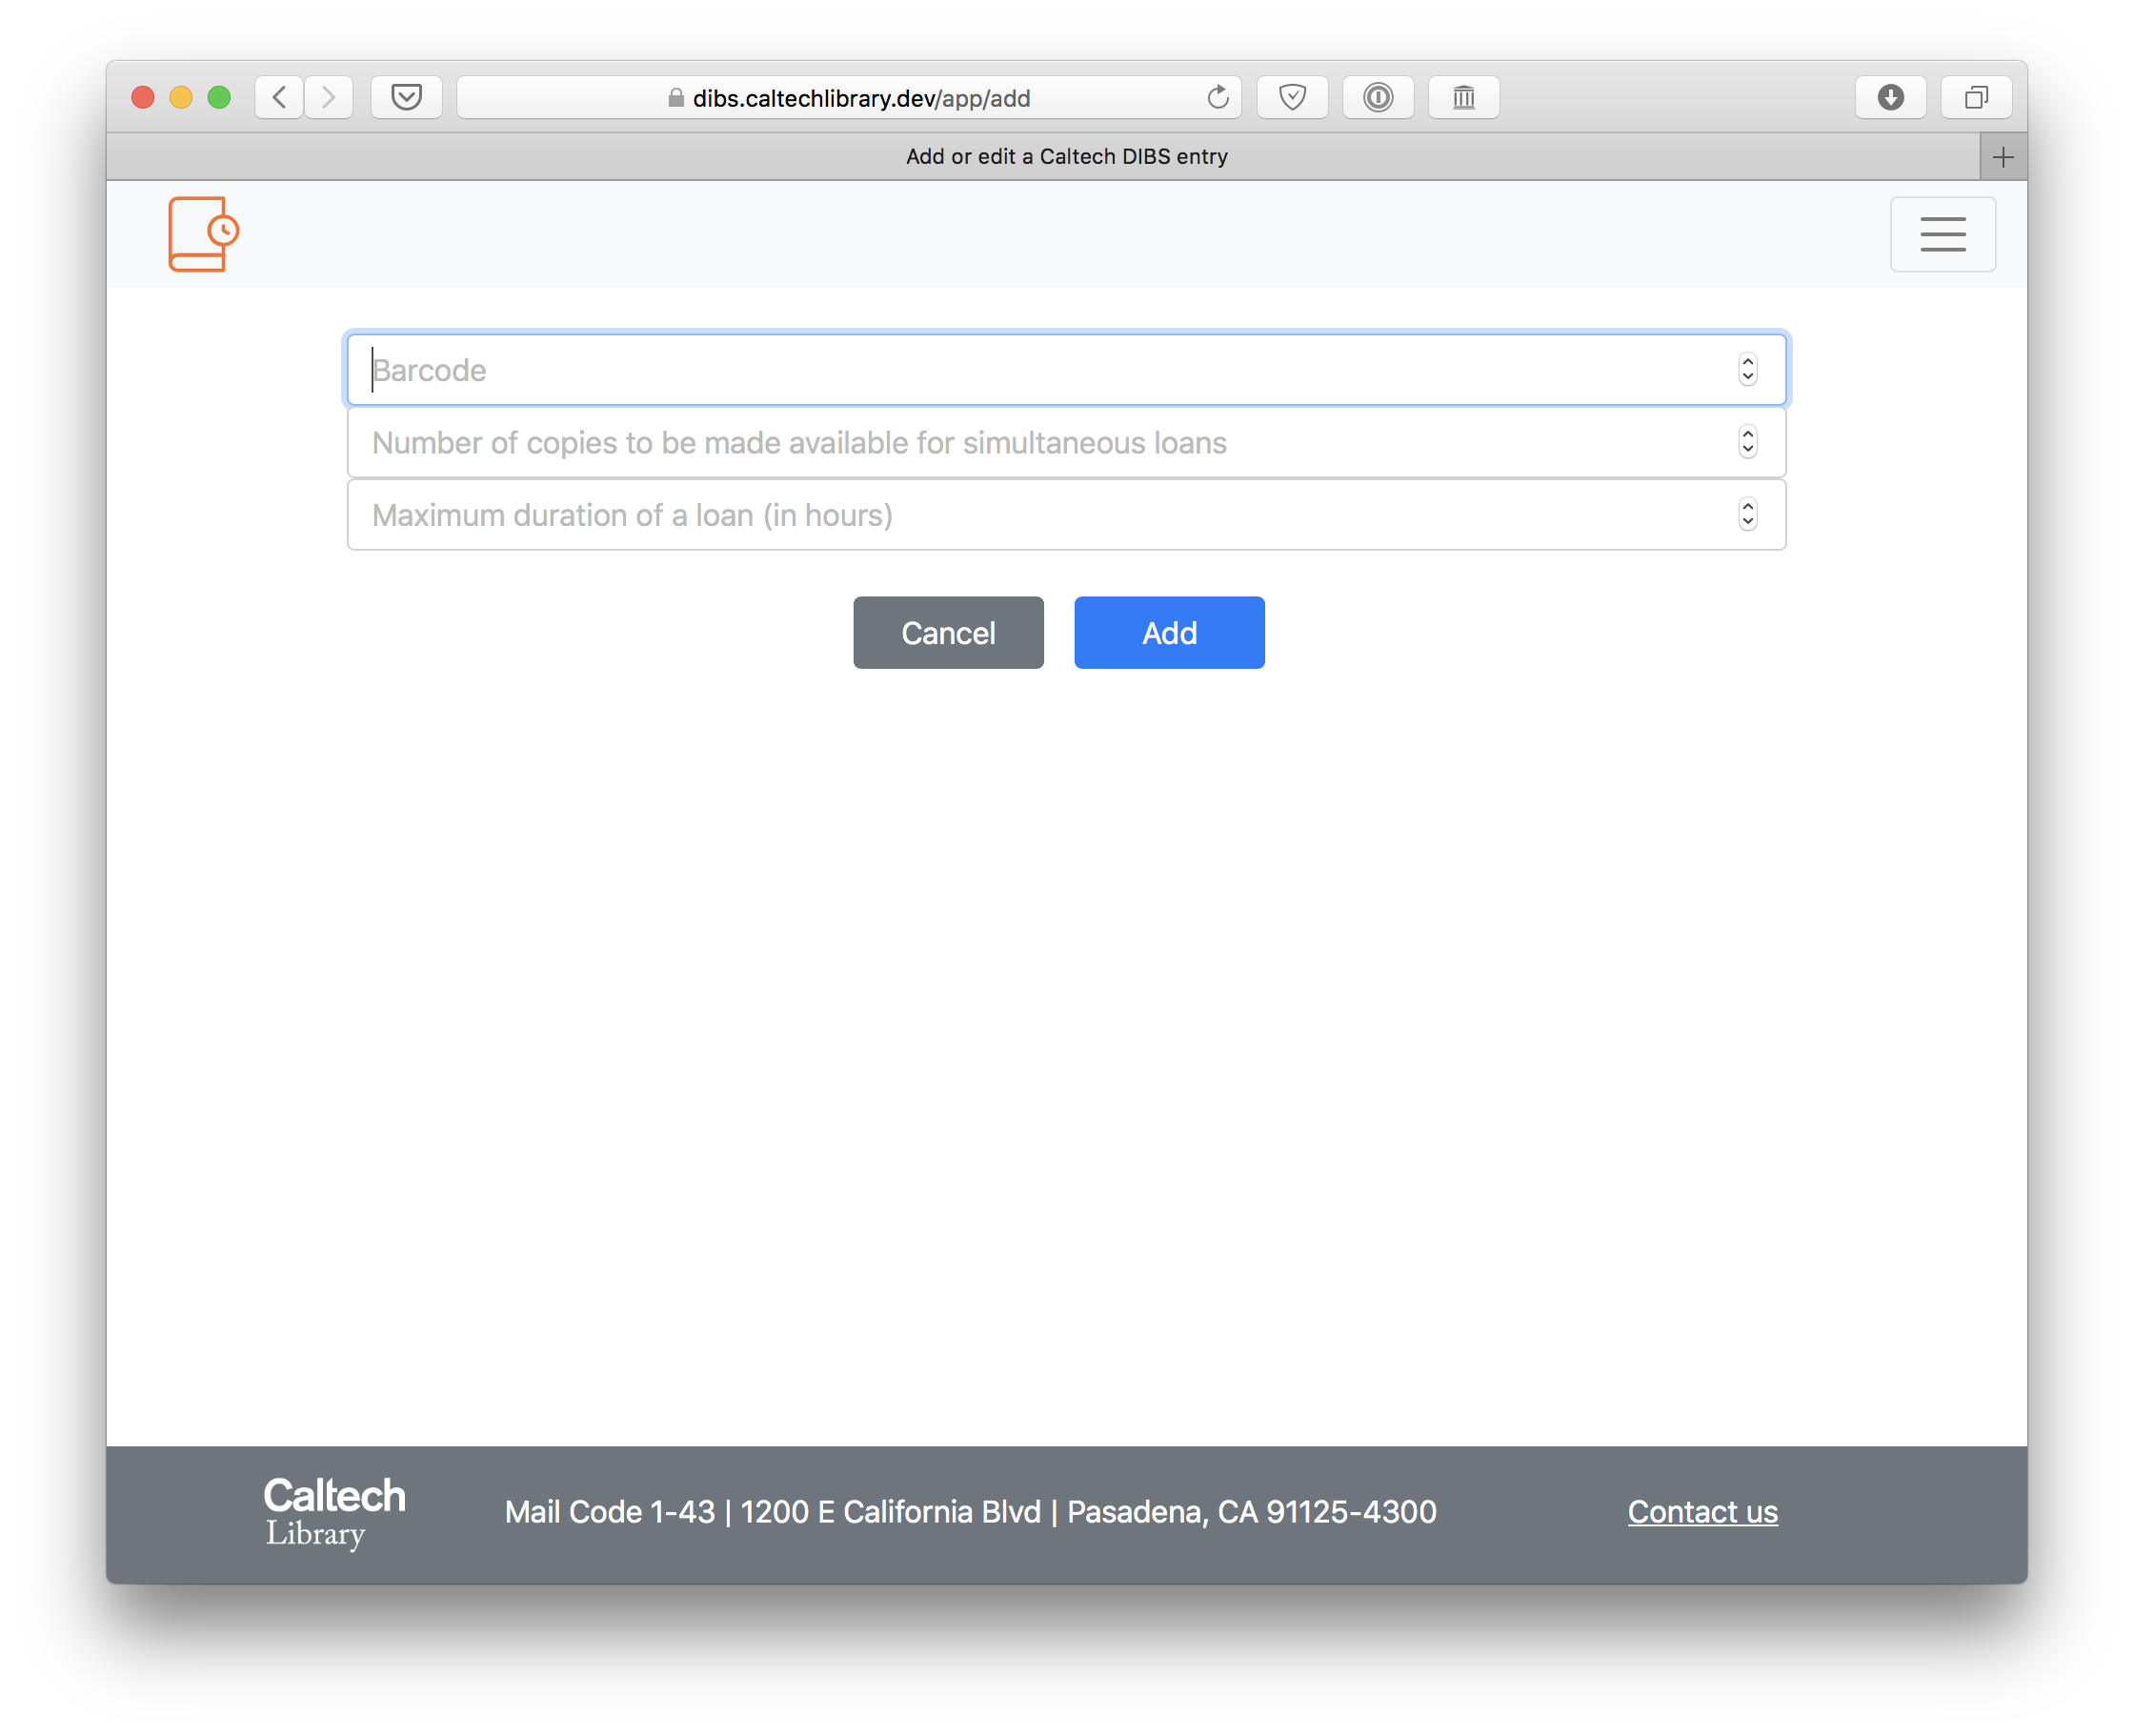 dibs.caltechlibrary.dev/app/add
Add or edit a Caltech DIBS entry
Barcode
Number of copies to be made available for simultaneous loans
Maximum duration of a loan (in hours)
Cancel Add
Caltech
Library
Mail Code 1-43 | 1200 E California Blvd | Pasadena, CA 91125-4300
Contact us